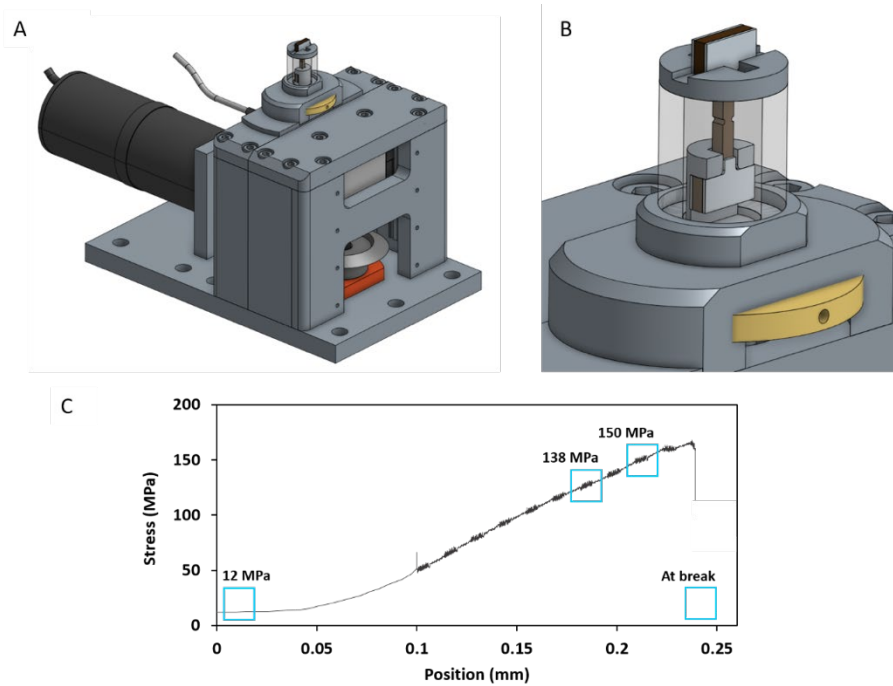 A
B
C
200
150
100
50
0
Stress (MPa)
12 MPa
138 MPa
150 MPa
At break
0
0.05
0.1
0.15
0.2
0.25
Position (mm)